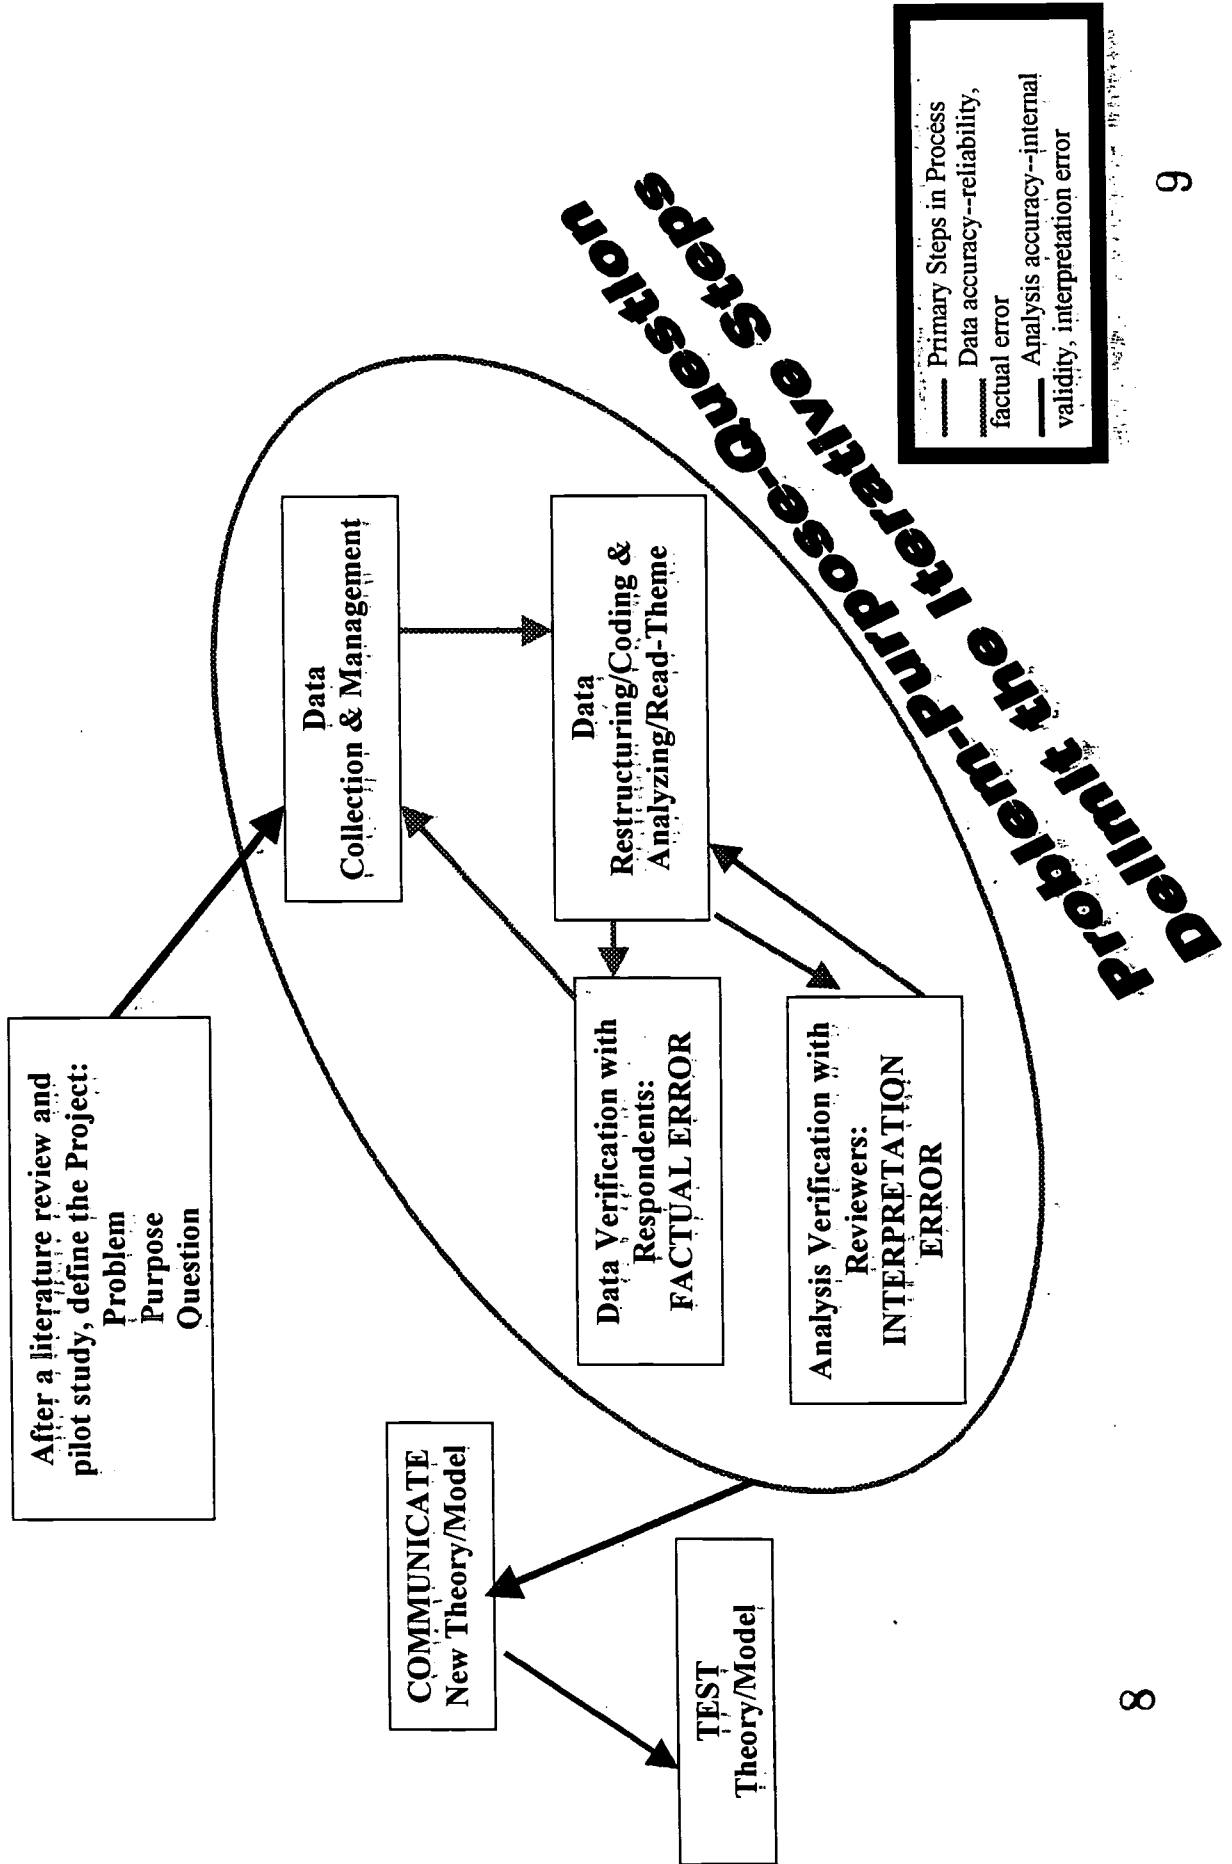 After a literature review and
pilot study, define the Project:
Problem
Purpose
Question
Data
Collection & Management
Data
Restructuring/Coding &
Analyzing/Read-Theme
Data Verification with
Respondents:
FACTUAL ERROR
Analysis Verification with
Reviewers:
INTERPRETATION
ERROR
COMMUNICATE
New Theory/Model
TEST
Theory/Model
Problem-Purpose-Question
Delimit the Iterative Steps
Primary Steps in Process
Data accuracy--reliability,
factual error
Analysis accuracy--internal
validity, interpretation error
8
9